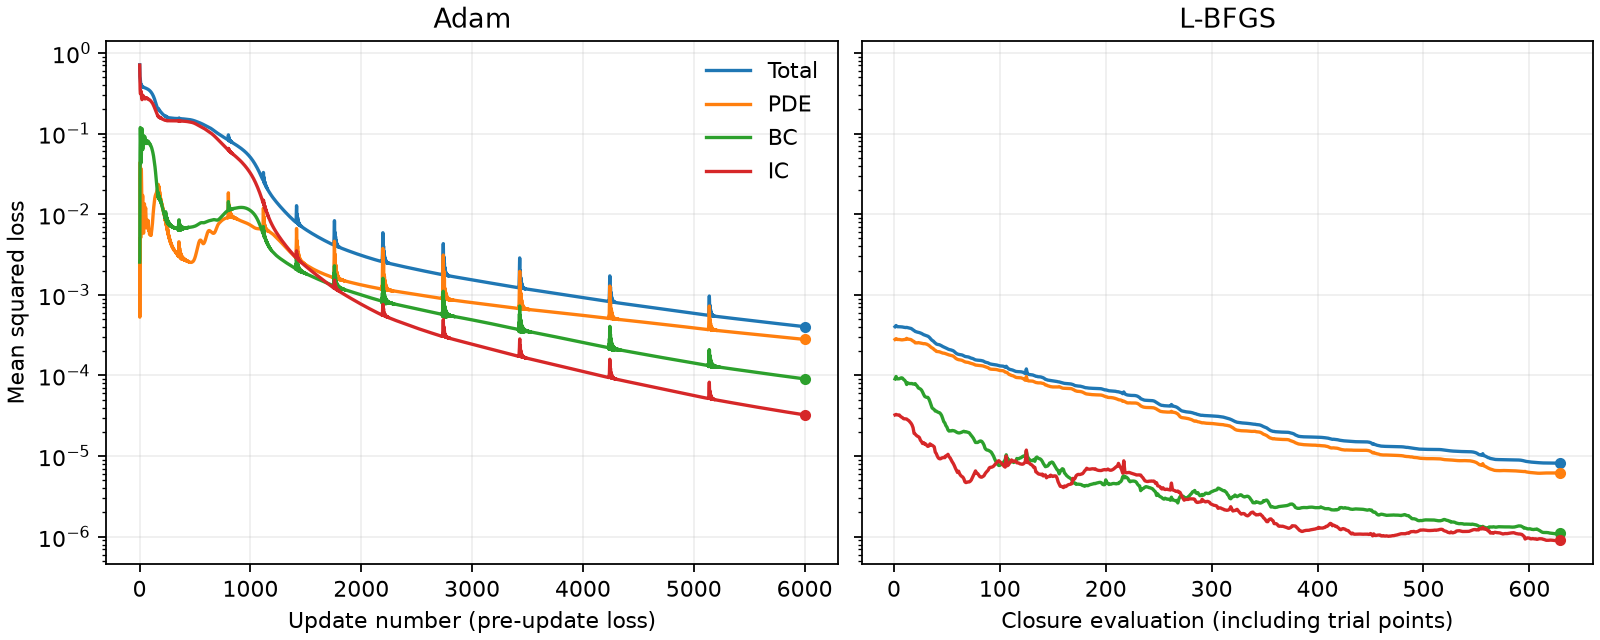 Adam
L-BFGS
Mean squared loss
10⁰
10⁻¹
10⁻²
10⁻³
10⁻⁴
10⁻⁵
10⁻⁶
Total
PDE
BC
IC
0 1000 2000 3000 4000 5000 6000
Update number (pre-update loss)
0 100 200 300 400 500 600
Closure evaluation (including trial points)